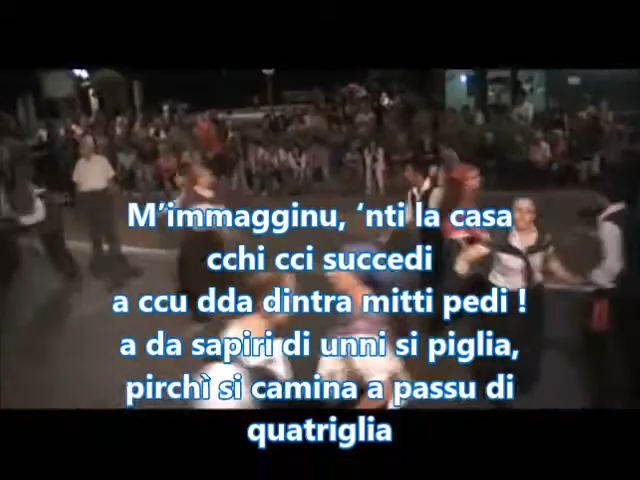 M’immagginu, ‘nti la casa
cchi cci succedi
a ccu dda dintra mitti pedi !
a da sapiri di unni si piglia,
pirchì si camina a passu di
quatriglia